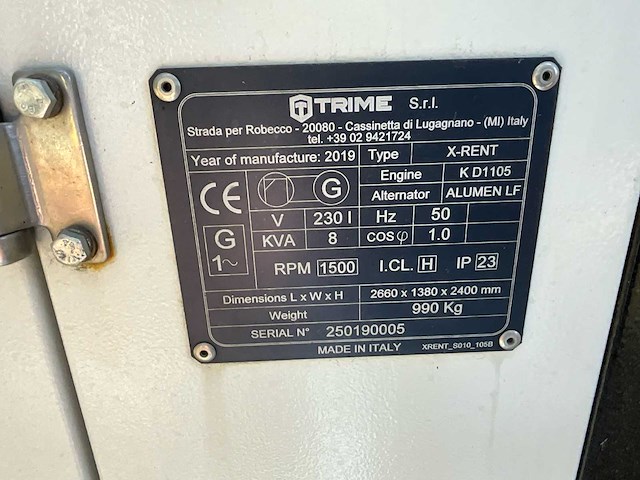 TRIME S.r.l.
Strada per Robecco - 20080 - Cassinetta di Lugagnano - (MI) Italy
tel. +39 02 9421724
Year of manufacture: 2019 Type X-RENT
Engine K D1105
Alternator ALUMEN LF
CE G
V 230 I Hz 50
G KVA 8 COS φ 1.0
1~
RPM 1500 I.CL. H IP 23
Dimensions L x W x H 2660 x 1380 x 2400 mm
Weight 990 Kg
SERIAL N° 250190005
MADE IN ITALY XRENT_S010_105B